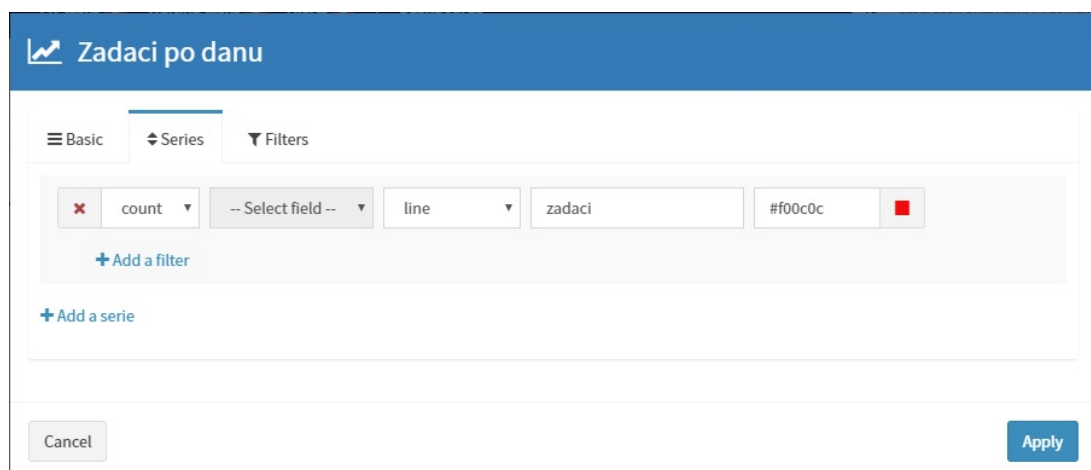 Zadaci po danu
Basic Series Filters
count -- Select field -- line zadaci #f00c0c
Add a filter
Add a serie
Cancel Apply